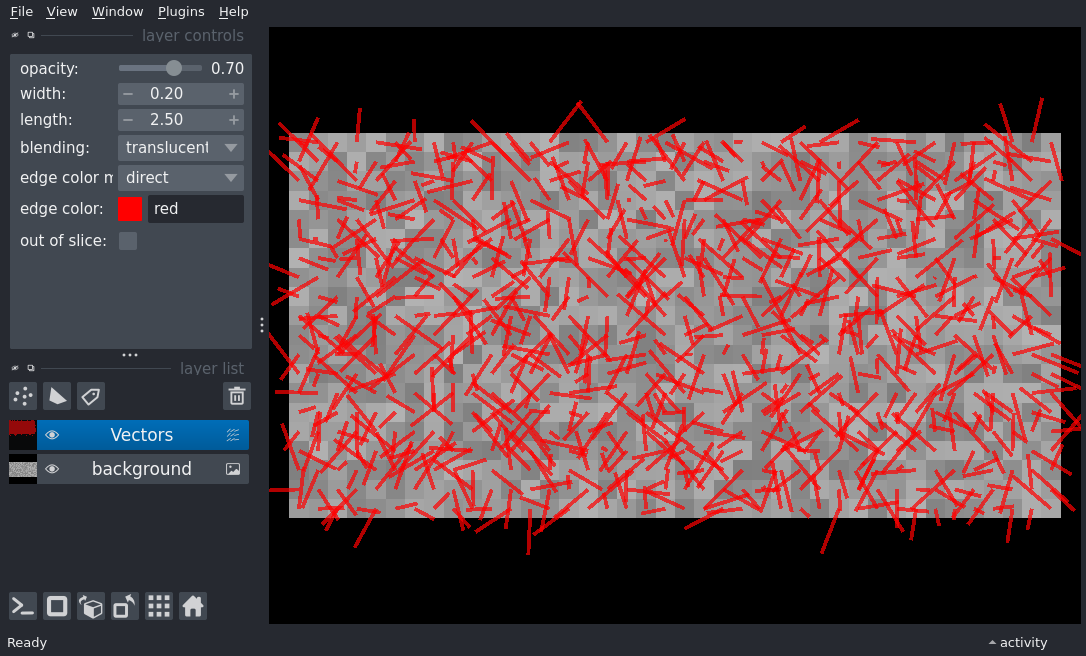 File View Window Plugins Help
layer controls
opacity: 0.70
width: 0.20
length: 2.50
blending: translucent
edge color m direct
edge color: red
out of slice:
layer list
Vectors
background
Ready
activity